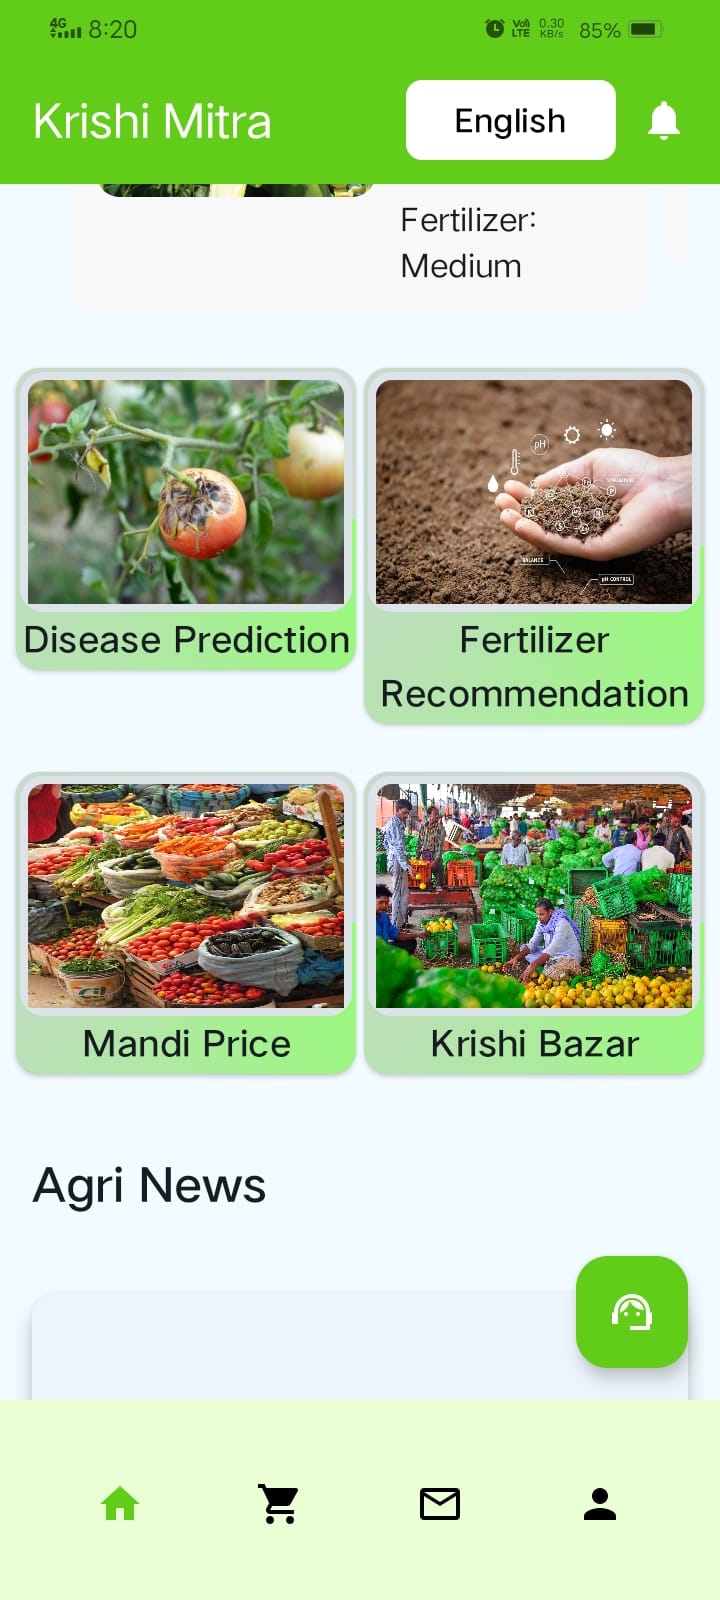 4G 8:20 Vo)) LTE 0.30 KB/s 85%
Krishi Mitra
English
Fertilizer:
Medium
pH
BALANCE
pH CONTROL
Disease Prediction
Fertilizer
Recommendation
Mandi Price
Krishi Bazar
Agri News